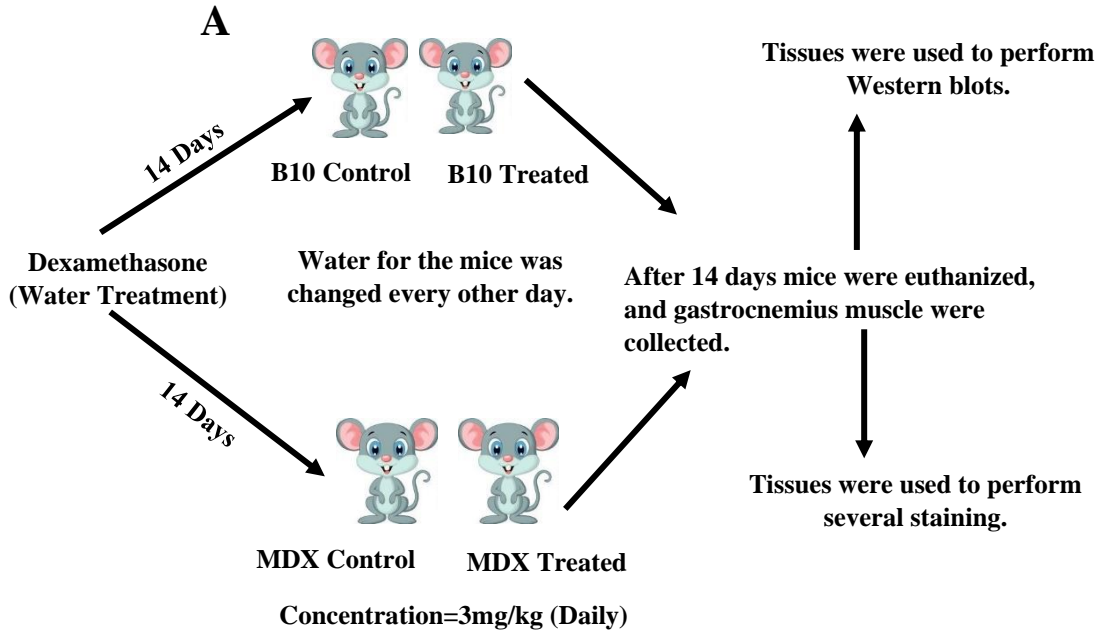 A
Tissues were used to perform
Western blots.
14 Days
B10 Control
B10 Treated
Dexamethasone
(Water Treatment)
Water for the mice was
changed every other day.
After 14 days mice were euthanized,
and gastrocnemius muscle were
collected.
14 Days
Tissues were used to perform
several staining.
MDX Control
MDX Treated
Concentration=3mg/kg (Daily)